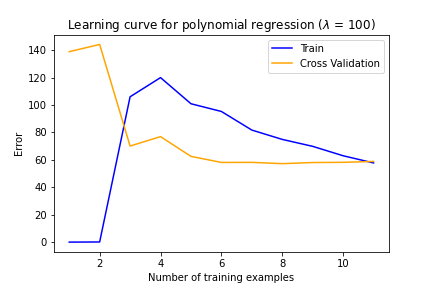 Learning curve for polynomial regression (λ = 100)
Train
Cross Validation
140
120
100
80
60
40
20
0
Error
2
4
6
8
10
Number of training examples